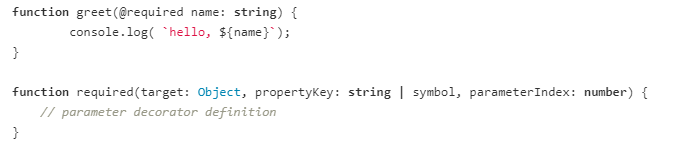 function greet(@required name: string) {
console.log( `hello, ${name}`);
}
function required(target: Object, propertyKey: string | symbol, parameterIndex: number) {
// parameter decorator definition
}